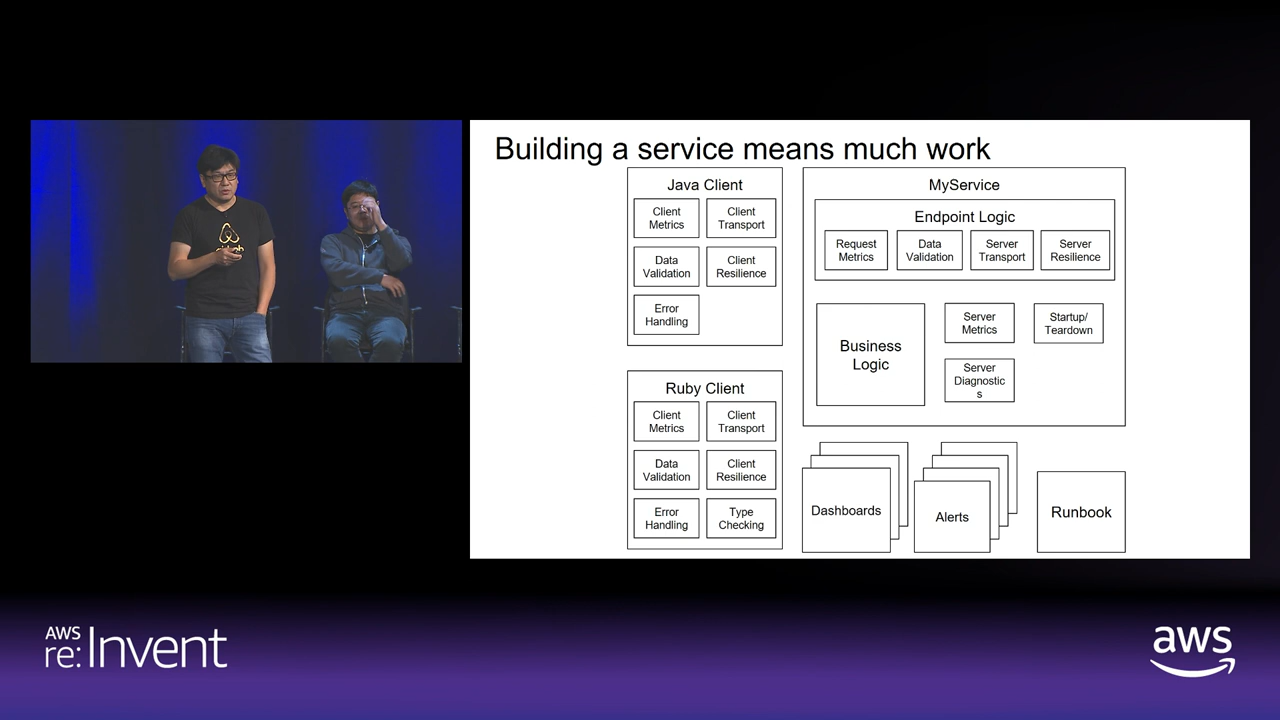 Building a service means much work
Java Client
Client
Metrics
Client
Transport
Data
Validation
Client
Resilience
Error
Handling
Ruby Client
Client
Metrics
Client
Transport
Data
Validation
Client
Resilience
Error
Handling
Type
Checking
MyService
Endpoint Logic
Request
Metrics
Data
Validation
Server
Transport
Server
Resilience
Business
Logic
Server
Metrics
Startup/
Teardown
Server
Diagnostic
s
Dashboards
Alerts
Runbook
AWS
re:Invent
aws